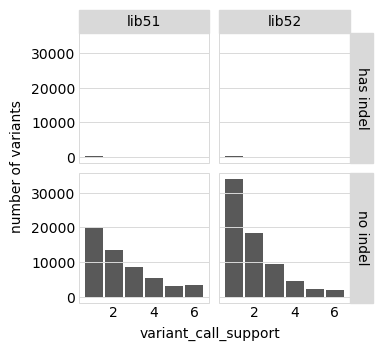 lib51 lib52
30000
20000
10000
0
has indel
number of variants
30000
20000
10000
0
no indel
2 4 6 2 4 6
variant_call_support